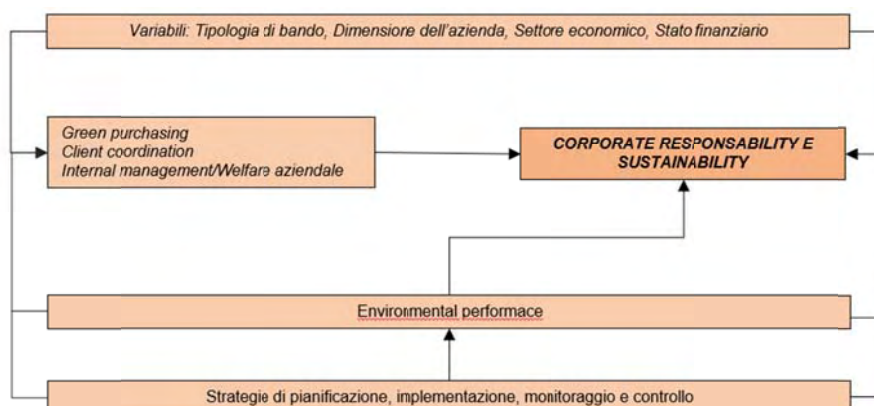 Variabili: Tipologia di bando, Dimensione dell'azienda, Settore economico, Stato finanziario
Green purchasing
Client coordination
Internal management/Welfare aziendale
CORPORATE RESPONSABILITY E
SUSTAINABILITY
Environmental performace
Strategie di pianificazione, implementazione, monitoraggio e controllo